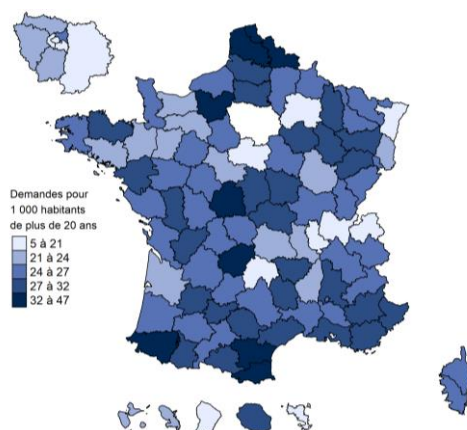 Demandes pour
1 000 habitants
de plus de 20 ans
5 à 21
21 à 24
24 à 27
27 à 32
32 à 47